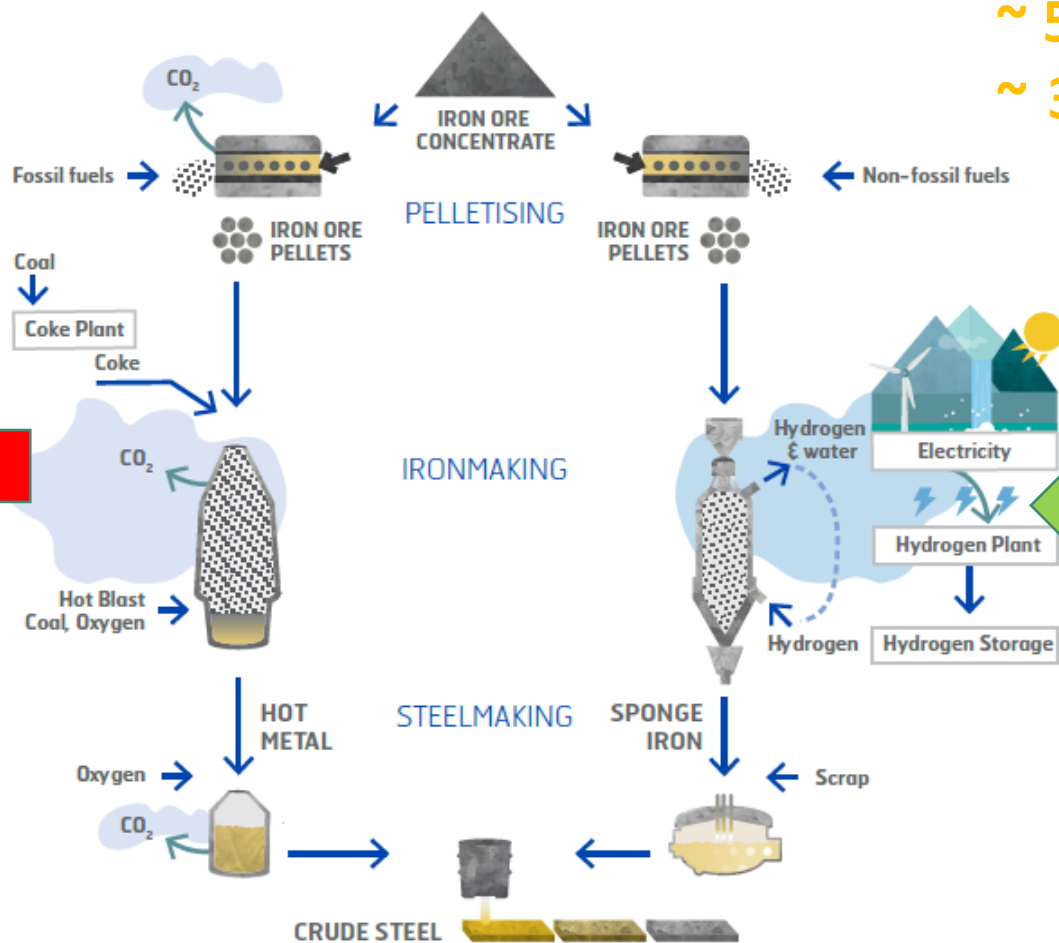 ~ 5
~ 3
CO₂
IRON ORE
CONCENTRATE
Fossil fuels
Non-fossil fuels
PELLETISING
IRON ORE
PELLETS
IRON ORE
PELLETS
Coal
Coke Plant
Coke
CO₂
IRONMAKING
Hydrogen
& water
Electricity
Hydrogen Plant
Hot Blast
Coal, Oxygen
Hydrogen
Hydrogen Storage
HOT
METAL
STEELMAKING
SPONGE
IRON
Oxygen
Scrap
CO₂
CRUDE STEEL